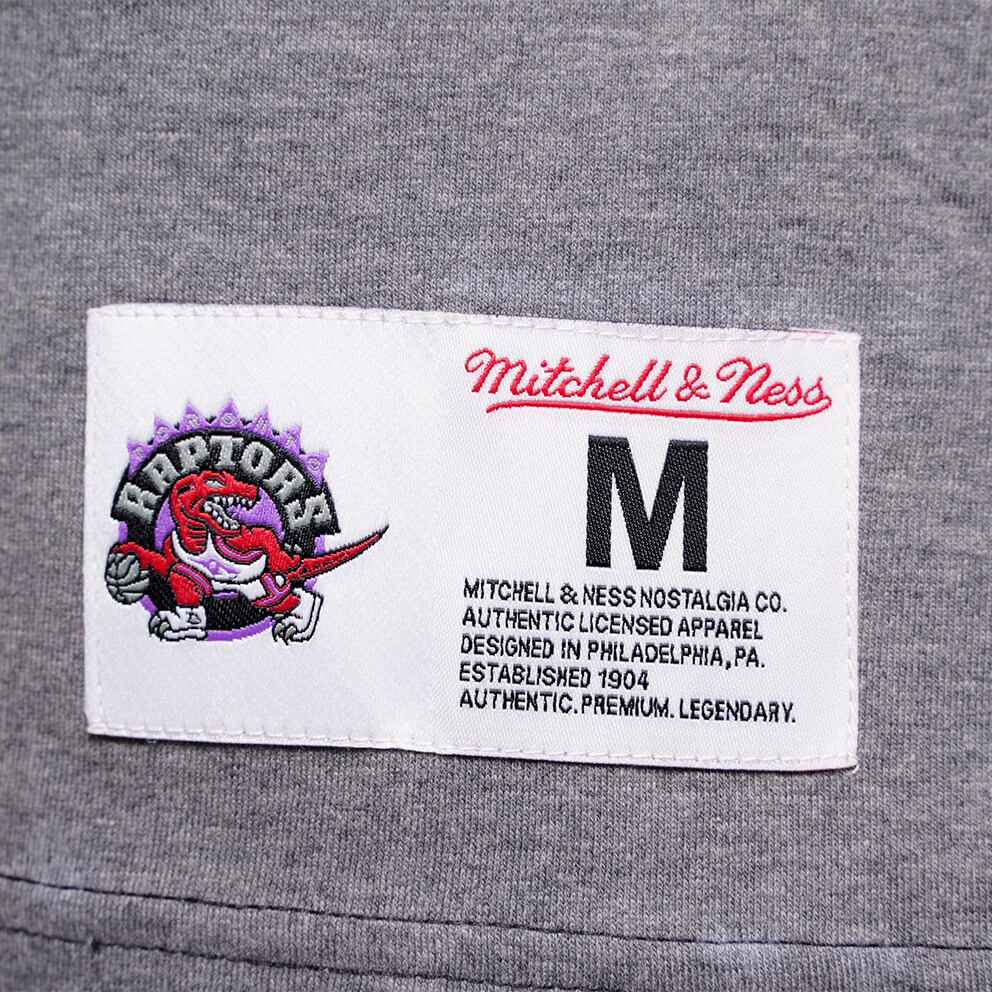 RAPTORS
Mitchell & Ness
M
MITCHELL & NESS NOSTALGIA CO.
AUTHENTIC LICENSED APPAREL
DESIGNED IN PHILADELPHIA, PA.
ESTABLISHED 1904
AUTHENTIC. PREMIUM. LEGENDARY.